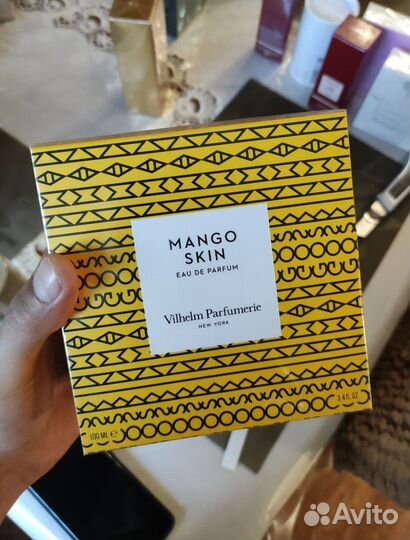 MANGO
SKIN
EAU DE PARFUM
Vilhelm Parfumerie
NEW YORK
100 ML ℮
3.4 fl. OZ
Avito